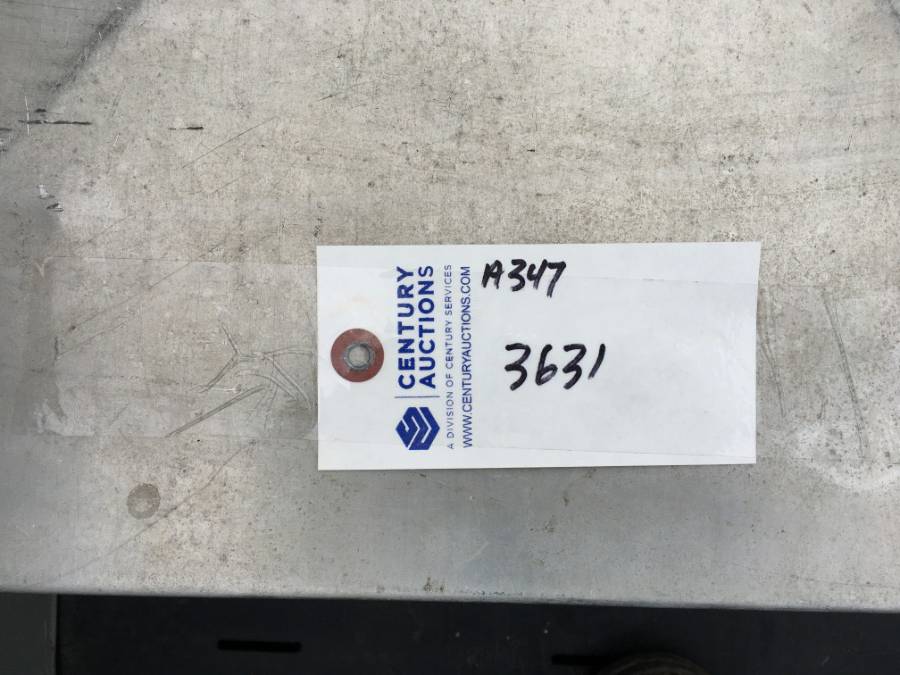 CENTURY
AUCTIONS
A DIVISION OF CENTURY SERVICES
WWW.CENTURYAUCTIONS.COM
A347
3631